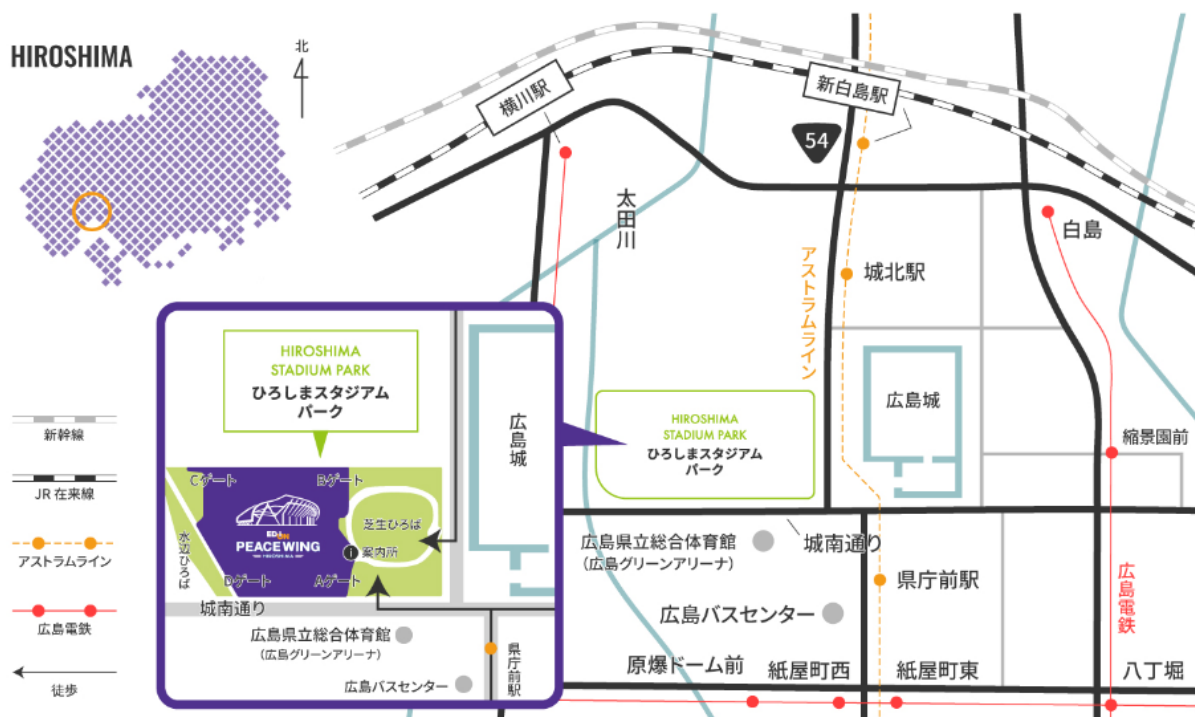 HIROSHIMA
北
横川駅
新白島駅
54
太田川
白島
アストラムライン
城北駅
広島城
縮景園前
HIROSHIMA
STADIUM PARK
ひろしまスタジアム
パーク
城南通り
広島県立総合体育館
(広島グリーンアリーナ)
県庁前駅
広島バスセンター
広島電鉄
原爆ドーム前
紙屋町西
紙屋町東
八丁堀
HIROSHIMA
STADIUM PARK
ひろしまスタジアム
パーク
広島城
Cゲート
Bゲート
芝生ひろば
水辺ひろば
EDION
PEACE WING
i 案内所
Dゲート
Aゲート
城南通り
広島県立総合体育館
(広島グリーンアリーナ)
県庁前駅
広島バスセンター
新幹線
JR 在来線
アストラムライン
広島電鉄
徒歩